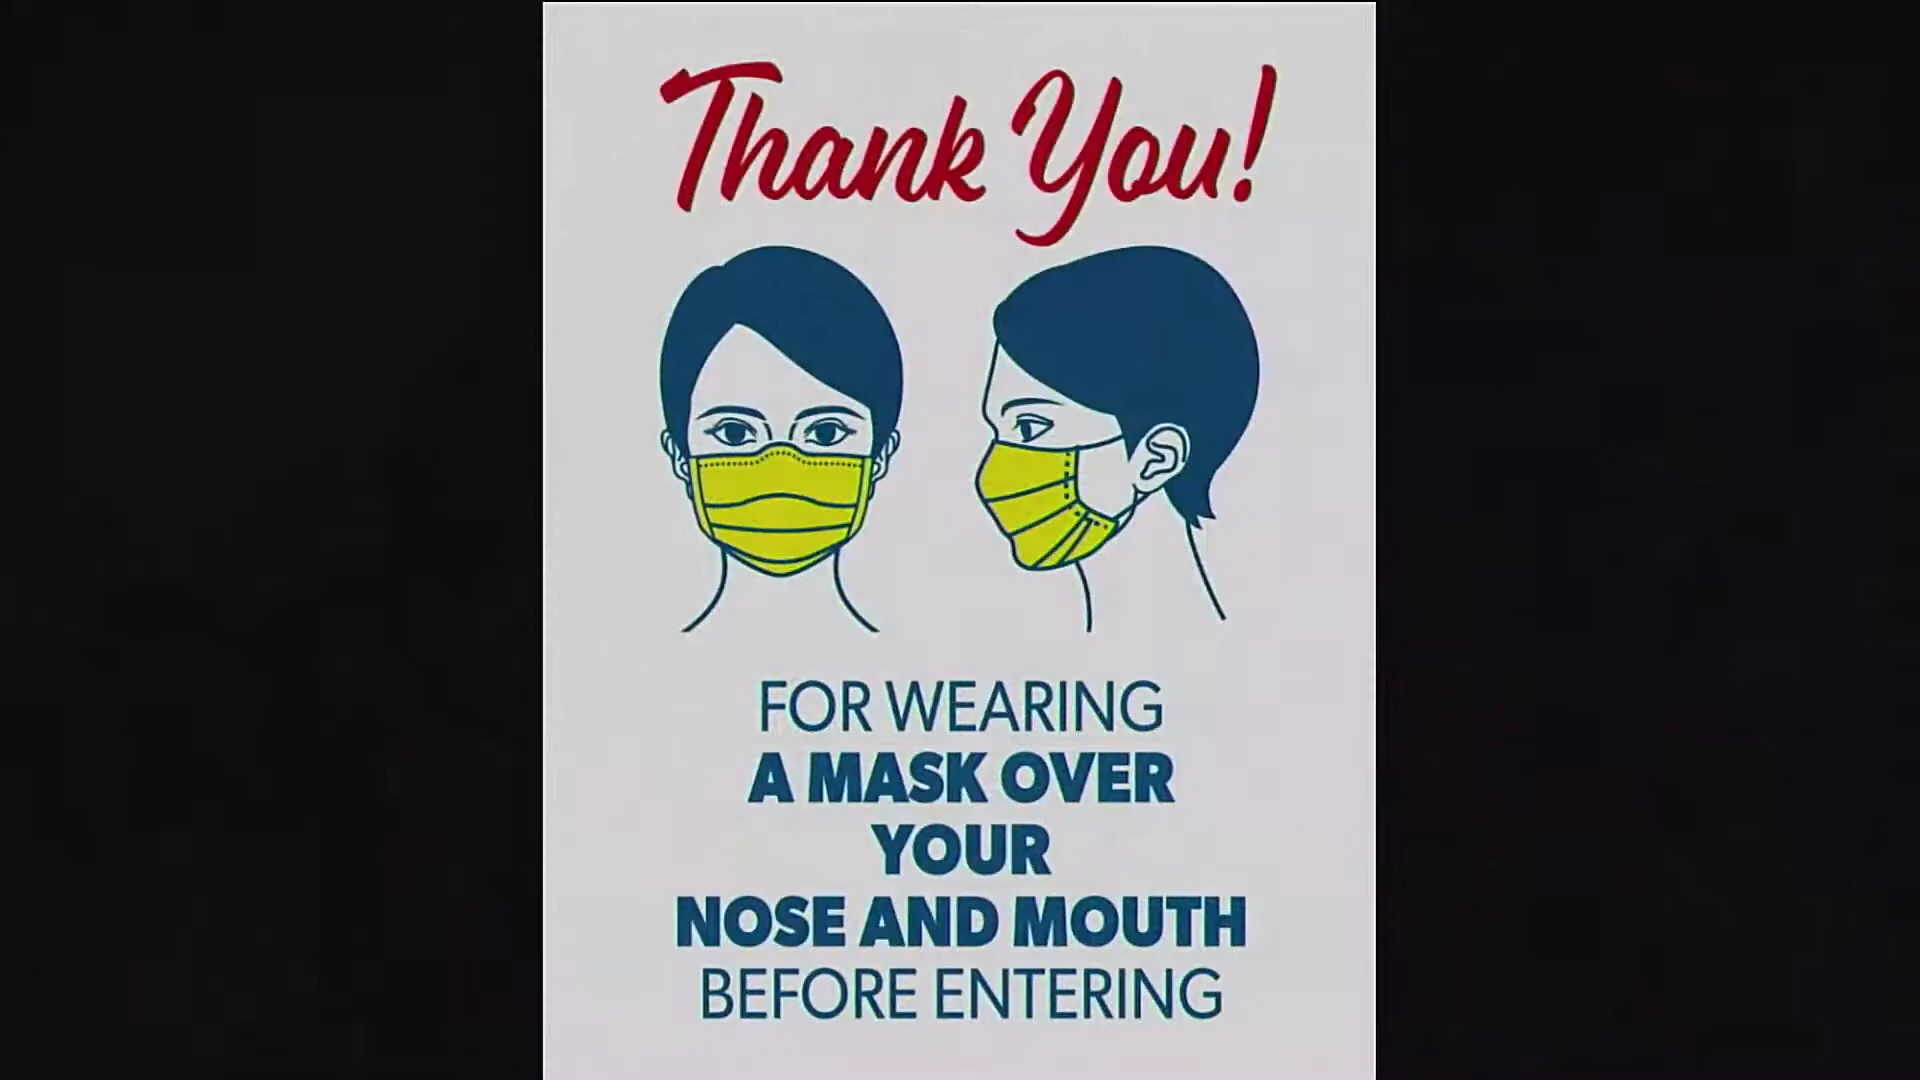 Thank You!
FOR WEARING
A MASK OVER
YOUR
NOSE AND MOUTH
BEFORE ENTERING